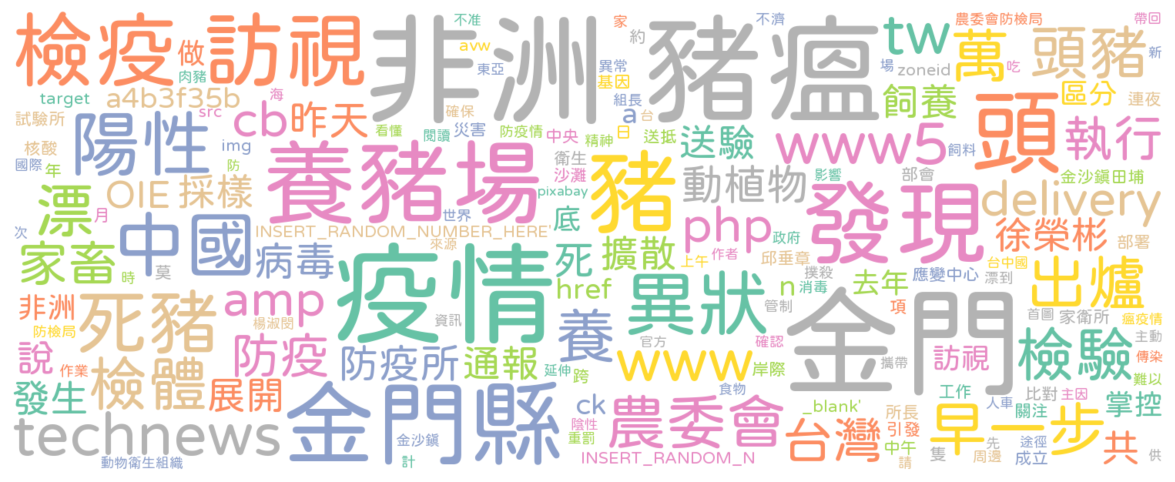 檢疫
訪視
做
肉豬
非洲
豬瘟
不准
avw
東亞
家
約
異常
基因
不濟
tw
zoneid
農委會防檢局
萬
場
吃
頭豬
帶回
新
target
a4b3f35b
src
海
確保
組長
a
台
飼養
區分
連夜
試驗所
核酸
國際
年
陽性
cb
昨天
img
防
看懂
閱讀
災害
防疫情
中央
精神
日
送抵
送驗
www5
飼料
頭
執行
養豬場
衛生
沙灘
pixabay
豬
動植物
影響
部會
發現
金沙鎮田埔
delivery
漂
月
OIE
採樣
世界
底
php
政府
徐榮彬
部署
次
家畜
中國
INSERT_RANDOM_NUMBER_HERE'
來源
病毒
疫情
死
擴散
上午
作者
邱垂章
撲殺
應變中心
台中國
漂到
時
莫
href
異狀
n
消毒
去年
出爐
非洲
死豬
amp
楊淑閔
資訊
管制
金門
項
首圖
家衛所
瘟疫情
防檢局
說
作業
防疫
防疫所
通報
養
官方
www
確認
岸際
攜帶
訪視
檢驗
主動
傳染
難以
發生
檢體
展開
金門縣
延伸
跨
食物
工作
人車
比對
主因
掌控
technews
金沙鎮
計
ck
陰性
重罰
農委會
_blank'
台灣
所長
引發
中午
請
隻
早一步
關注
先
周邊
途徑
成立
共
供
動物衛生組織
INSERT_RANDOM_N